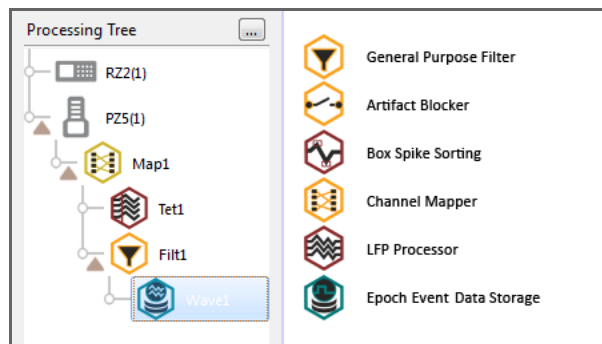 Processing Tree
...
RZ2(1)
PZ5(1)
Map1
Tet1
Filt1
Wave1
General Purpose Filter
Artifact Blocker
Box Spike Sorting
Channel Mapper
LFP Processor
Epoch Event Data Storage